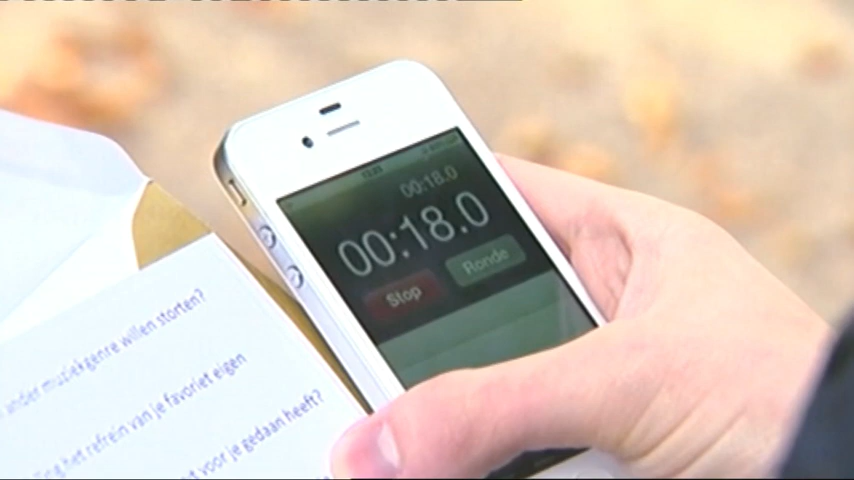 00:18.0
00:18.0
Stop
Ronde
ander muziekgenre willen storten?
het refrein van je favoriet eigen
voor je gedaan heeft?